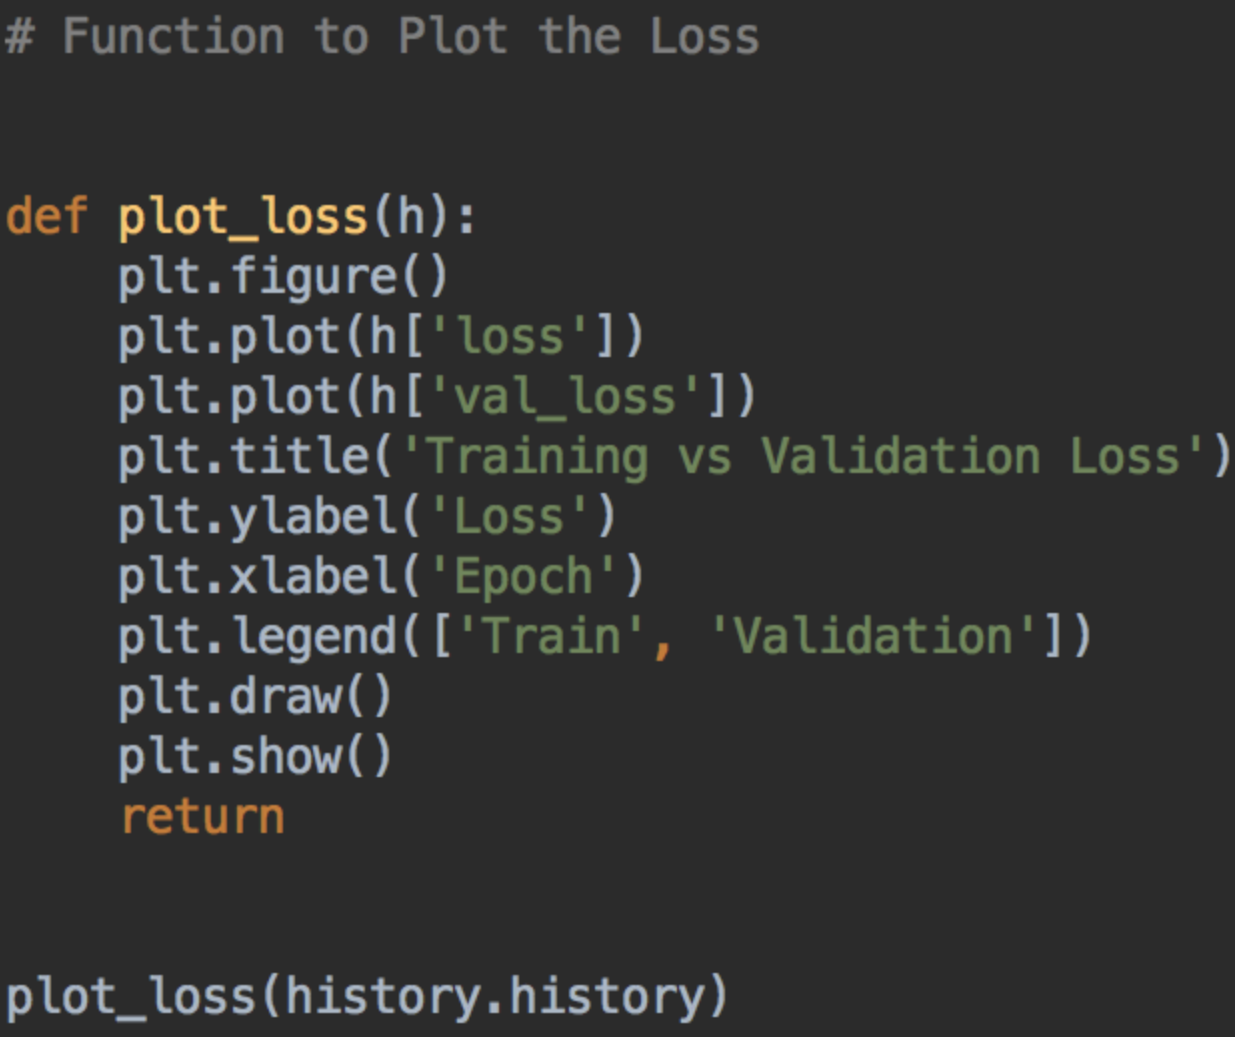 # Function to Plot the Loss
def plot_loss(h):
    plt.figure()
    plt.plot(h['loss'])
    plt.plot(h['val_loss'])
    plt.title('Training vs Validation Loss')
    plt.ylabel('Loss')
    plt.xlabel('Epoch')
    plt.legend(['Train', 'Validation'])
    plt.draw()
    plt.show()
    return
plot_loss(history.history)